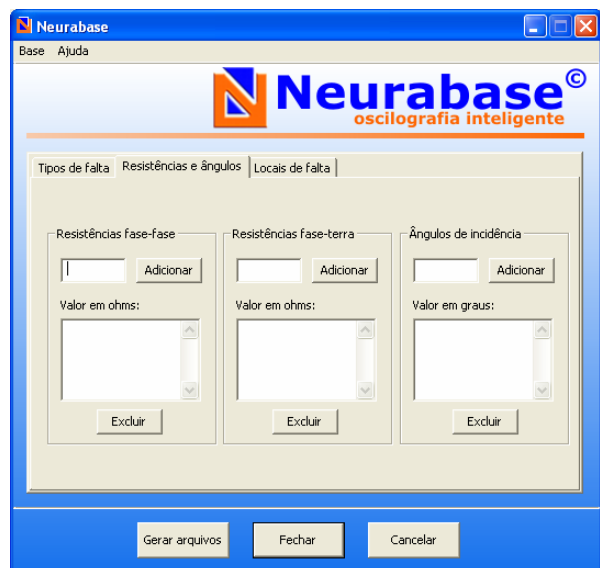 Neurabase
Base Ajuda
Neurabase©
oscilografia inteligente
Tipos de falta Resistências e ângulos Locais de falta
Resistências fase-fase Resistências fase-terra Ângulos de incidência
Adicionar Adicionar Adicionar
Valor em ohms: Valor em ohms: Valor em graus:
Excluir Excluir Excluir
Gerar arquivos Fechar Cancelar